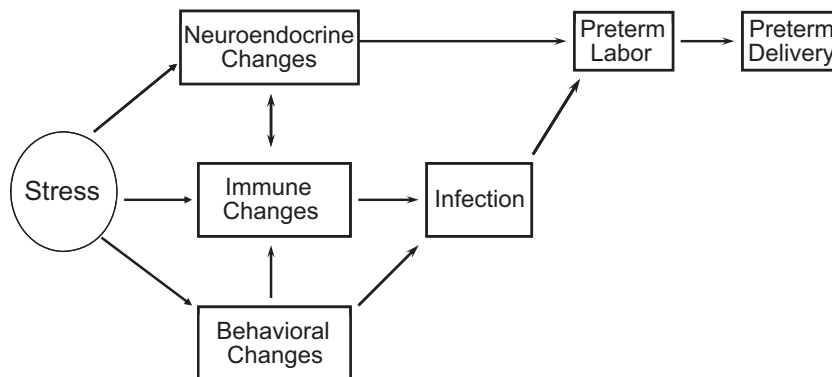 Neuroendocrine
Changes
Preterm
Labor
Preterm
Delivery
Stress
Immune
Changes
Infection
Behavioral
Changes